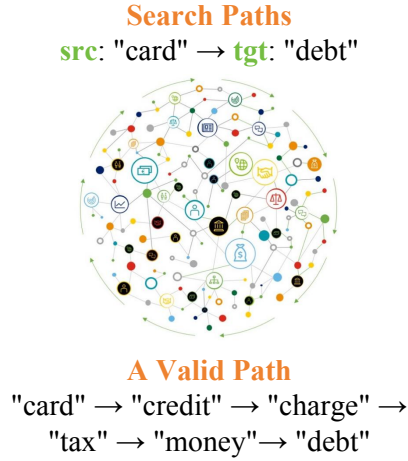 Search Paths
src: "card" → tgt: "debt"
A Valid Path
"card" → "credit" → "charge" →
"tax" → "money"→ "debt"